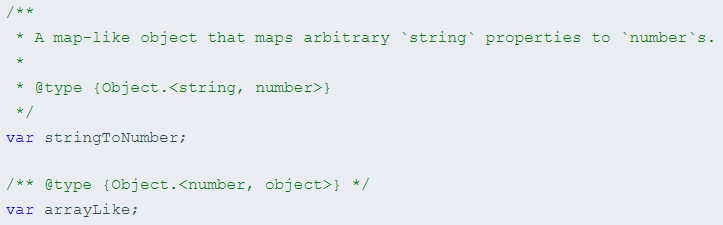 /**
 * A map-like object that maps arbitrary `string` properties to `number`s.
 *
 * @type {Object.<string, number>}
 */
var stringToNumber;

/** @type {Object.<number, object>} */
var arrayLike;